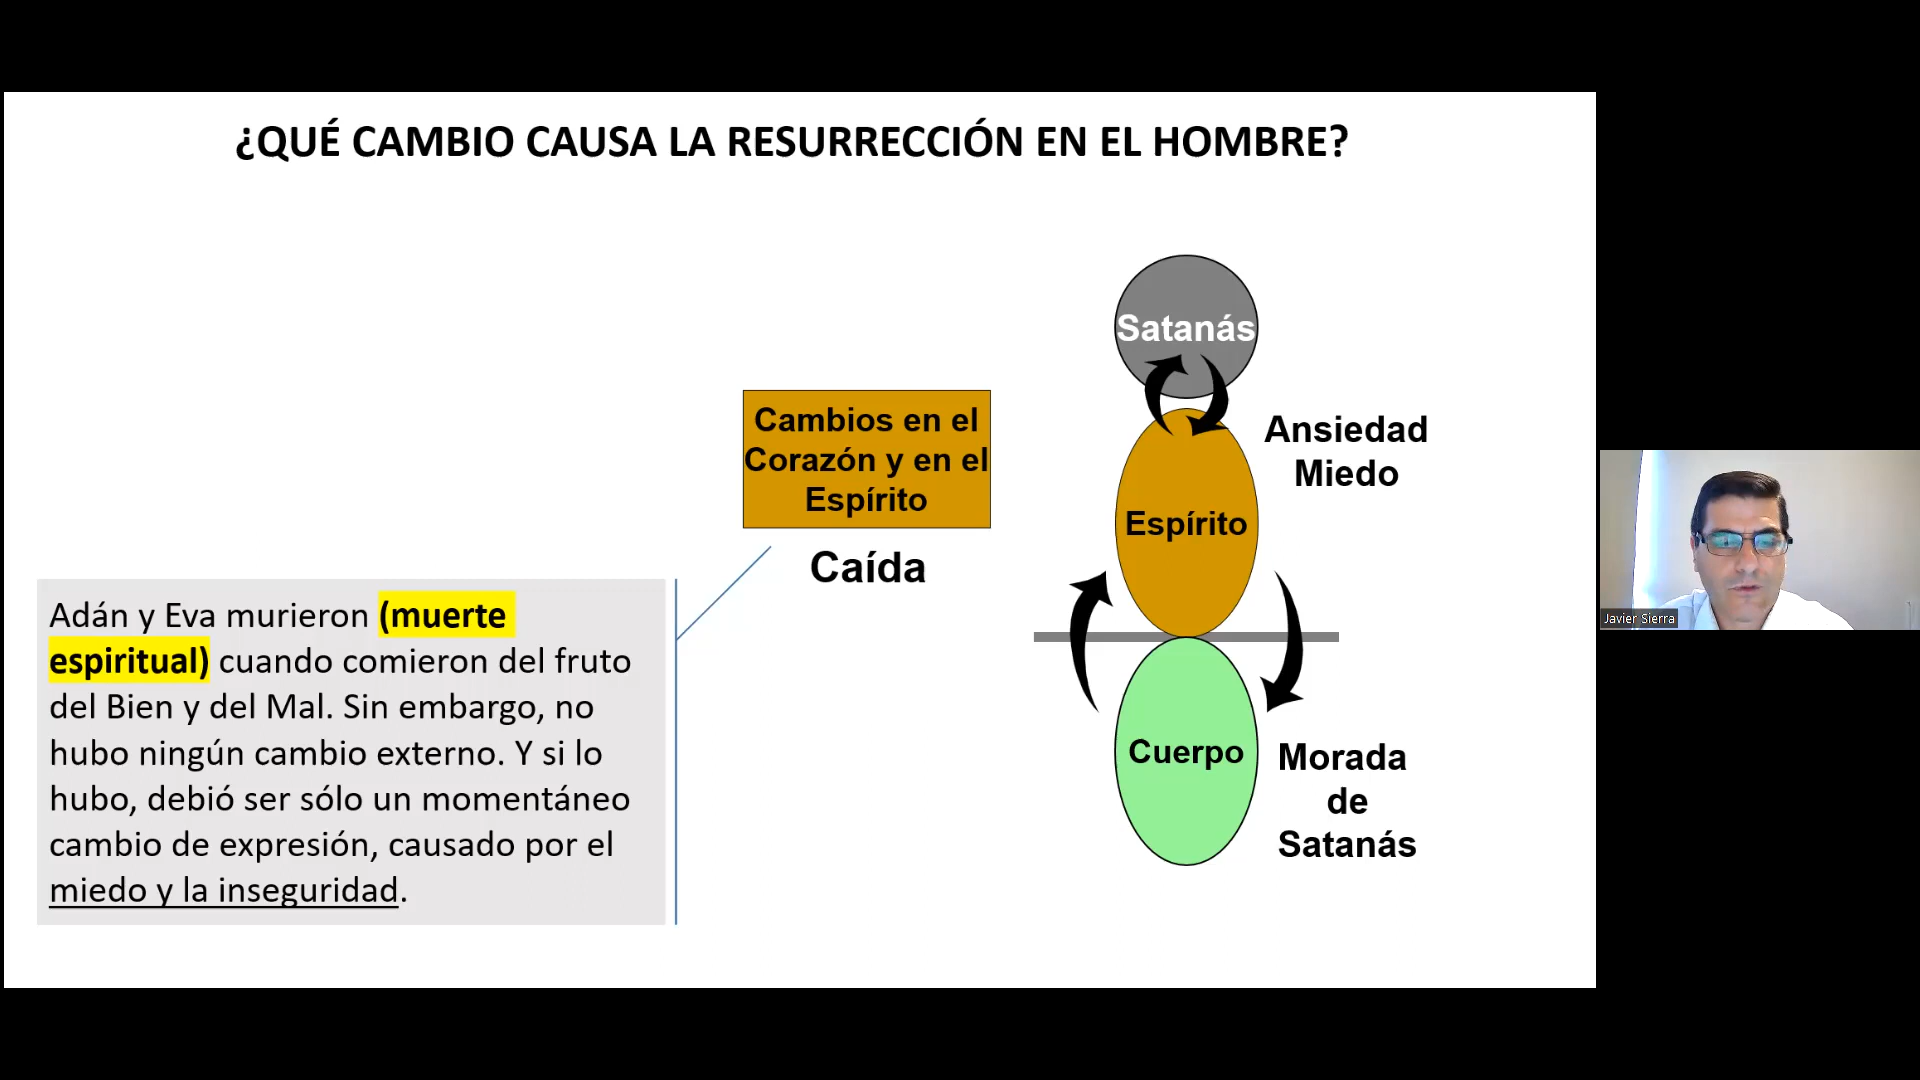 ¿QUÉ CAMBIO CAUSA LA RESURRECCIÓN EN EL HOMBRE?
Satanás
Cambios en el
Corazón y en el
Espírito
Caída
Ansiedad
Miedo
Espírito
Adán y Eva murieron (muerte
espiritual) cuando comieron del fruto
del Bien y del Mal. Sin embargo, no
hubo ningún cambio externo. Y si lo
hubo, debió ser sólo un momentáneo
cambio de expresión, causado por el
miedo y la inseguridad.
Cuerpo
Morada
de
Satanás
Javier Sierra